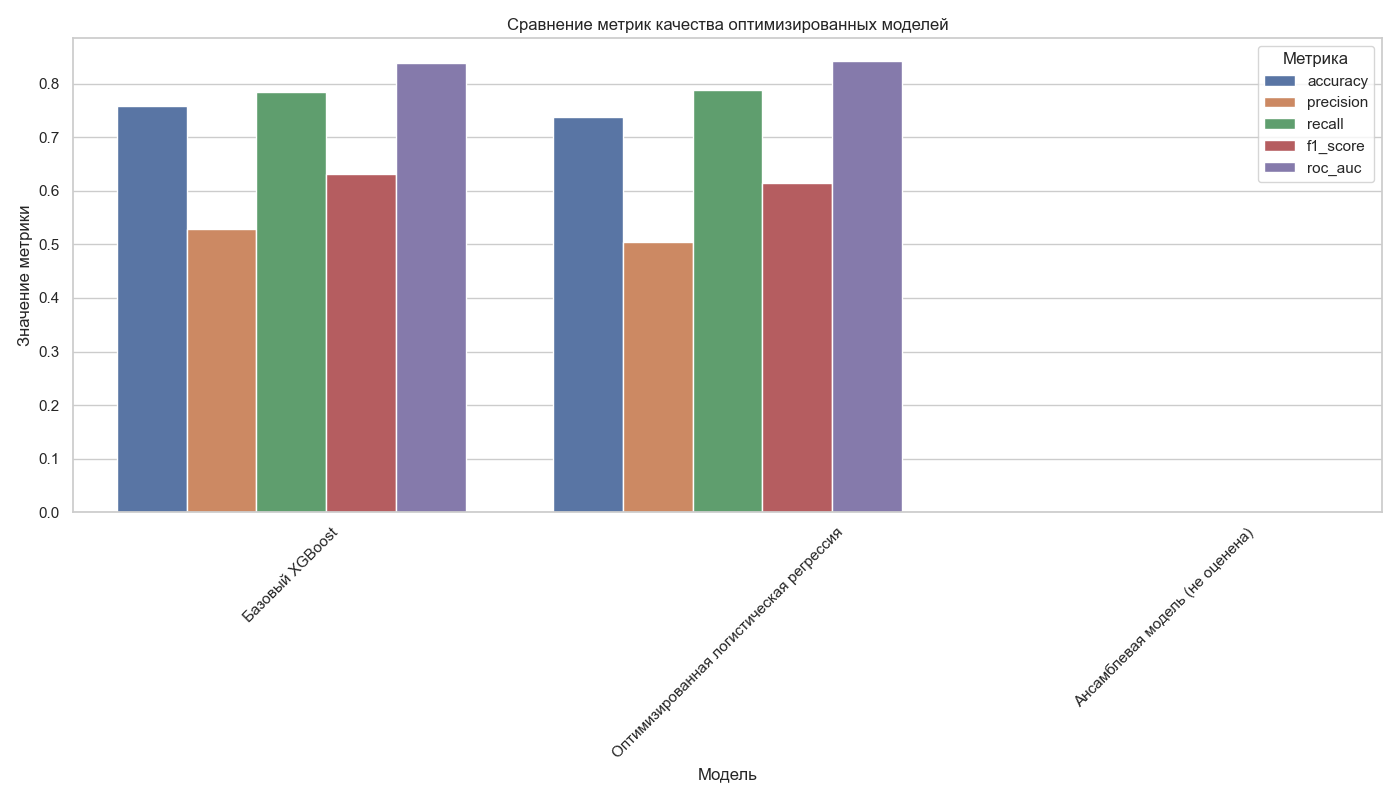 Сравнение метрик качества оптимизированных моделей
Метрика
accuracy
precision
recall
f1_score
roc_auc
Значение метрики
0.8
0.7
0.6
0.5
0.4
0.3
0.2
0.1
0.0
Базовый XGBoost
Оптимизированная логистическая регрессия
Ансамблевая модель (не оценена)
Модель